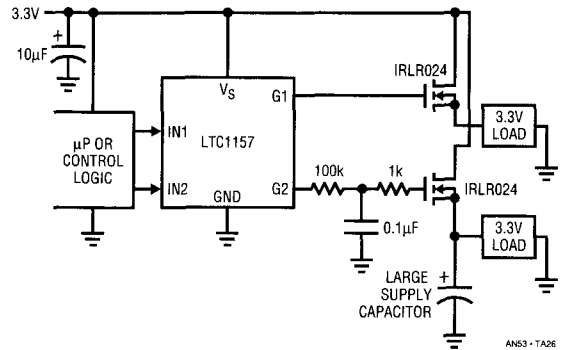 3.3V
+
10µF
IRLR024
VS
G1
µP OR
CONTROL
LOGIC
IN1
LTC1157
3.3V
LOAD
IN2
GND
G2
100k
1k
IRLR024
0.1µF
3.3V
LOAD
+
LARGE
SUPPLY
CAPACITOR
AN53 • TA26